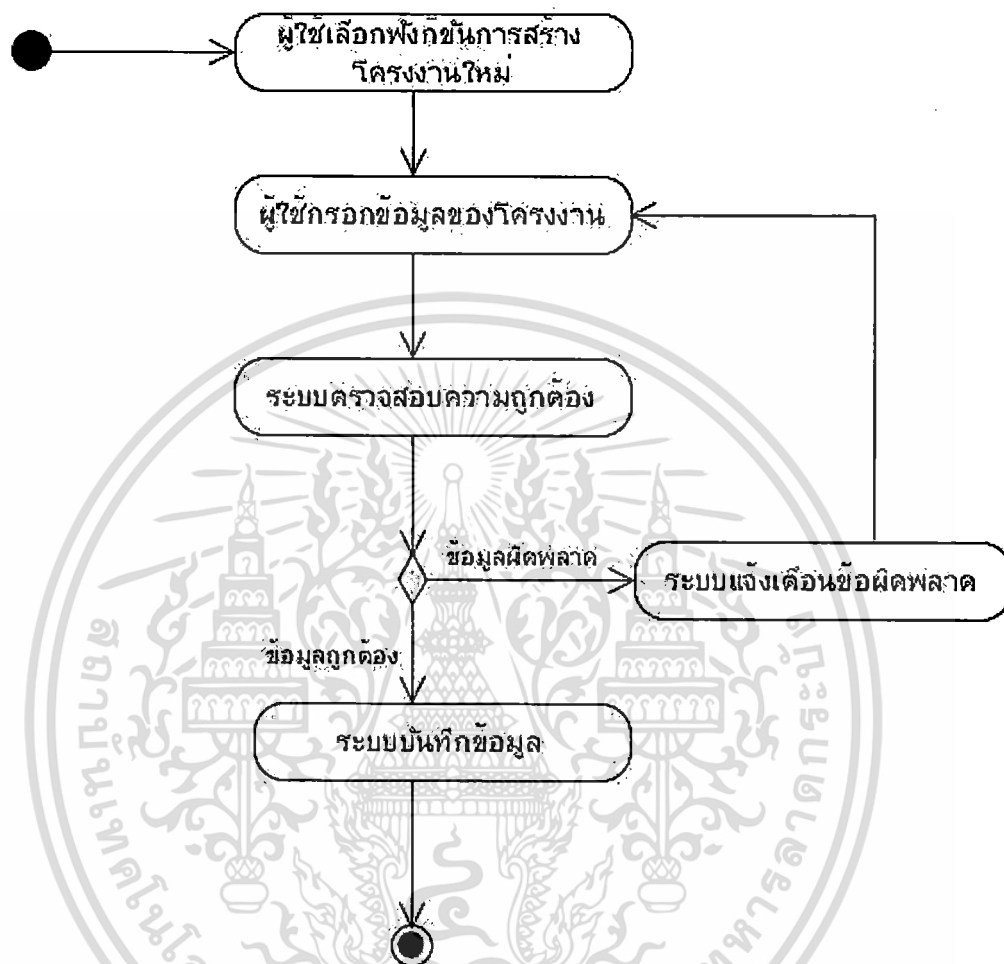 ผู้ใช้เลือกฟังก์ชันการสร้าง
โครงงานใหม่
ผู้ใช้กรอกข้อมูลของโครงงาน
ระบบตรวจสอบความถูกต้อง
ข้อมูลผิดพลาด
ระบบแจ้งเตือนข้อผิดพลาด
ข้อมูลถูกต้อง
ระบบบันทึกข้อมูล